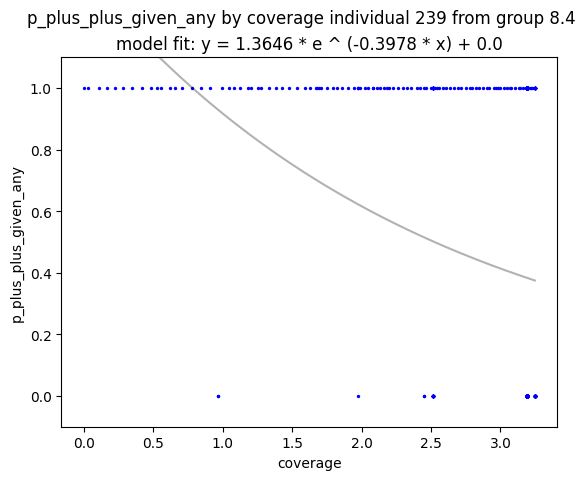 p_plus_plus_given_any by coverage individual 239 from group 8.4
model fit: y = 1.3646 * e ^ (-0.3978 * x) + 0.0
1.0
0.8
0.6
0.4
0.2
0.0
p_plus_plus_given_any
0.0 0.5 1.0 1.5 2.0 2.5 3.0
coverage